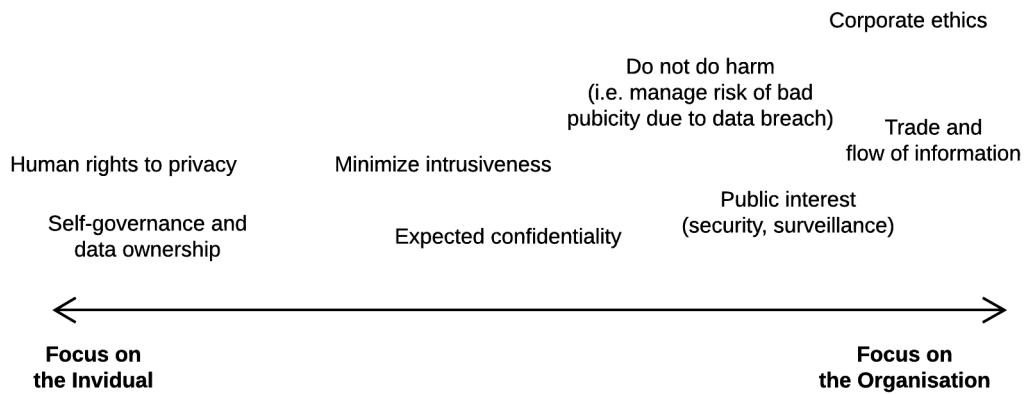 Corporate ethics
Do not do harm
(i.e. manage risk of bad
pubicity due to data breach)
Trade and
flow of information
Human rights to privacy
Minimize intrusiveness
Public interest
(security, surveillance)
Self-governance and
data ownership
Expected confidentiality
Focus on
the Invidual
Focus on
the Organisation